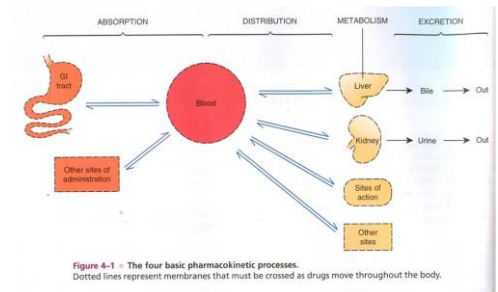 ABSORPTION DISTRIBUTION METABOLISM EXCRETION
GI
tract
Blood
Liver
Bile
Out
Kidney
Urine
Out
Other sites of
administration
Sites of
action
Other
sites
Figure 4–1 The four basic pharmacokinetic processes.
Dotted lines represent membranes that must be crossed as drugs move throughout the body.